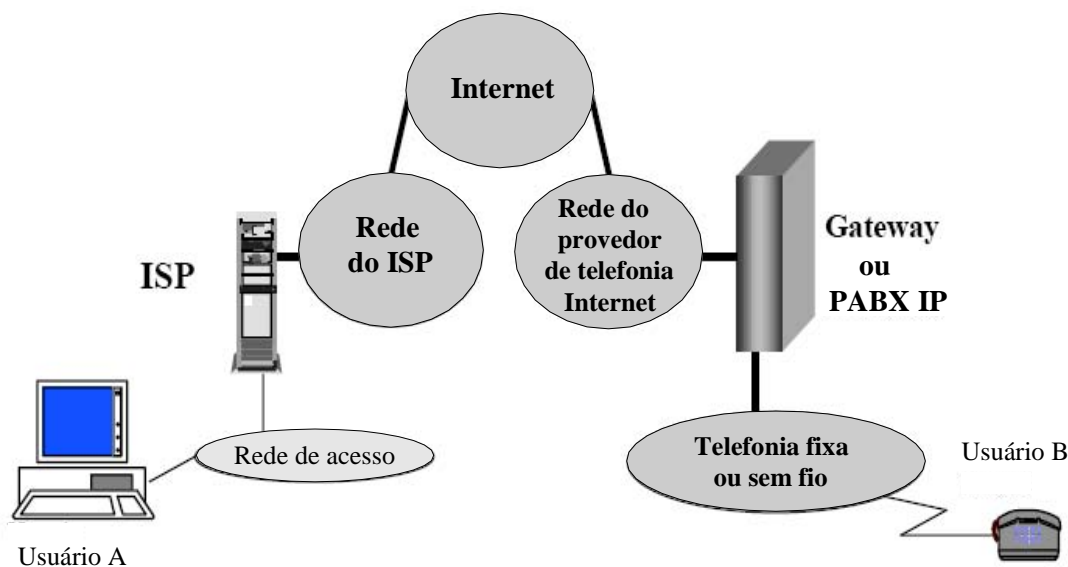 Internet
Rede
do ISP
Rede do
provedor
de telefonia
Internet
Gateway
ou
PABX IP
ISP
Rede de acesso
Telefonia fixa
ou sem fio
Usuário B
Usuário A